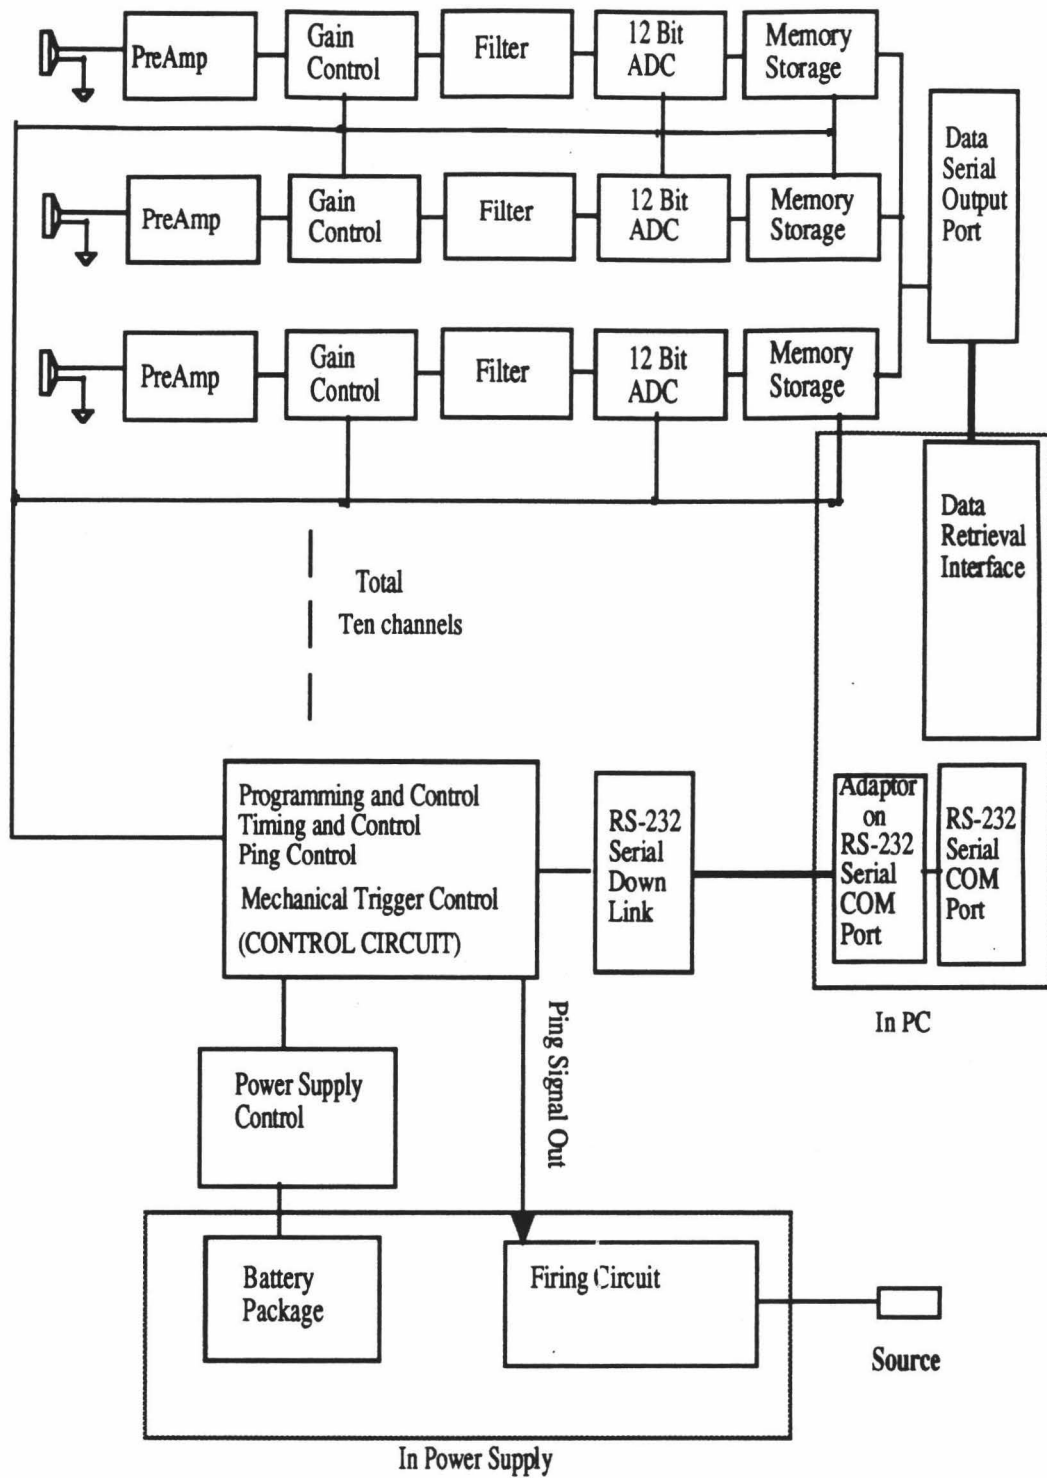 PreAmp
Gain
Control
Filter
12 Bit
ADC
Memory
Storage
PreAmp
Gain
Control
Filter
12 Bit
ADC
Memory
Storage
PreAmp
Gain
Control
Filter
12 Bit
ADC
Memory
Storage
Data
Serial
Output
Port
Data
Retrieval
Interface
Total
Ten channels
Programming and Control
Timing and Control
Ping Control
Mechanical Trigger Control
(CONTROL CIRCUIT)
RS-232
Serial
Down
Link
Adaptor
on
RS-232
Serial
COM
Port
RS-232
Serial
COM
Port
In PC
Ping Signal Out
Power Supply
Control
Battery
Package
Firing Circuit
Source
In Power Supply